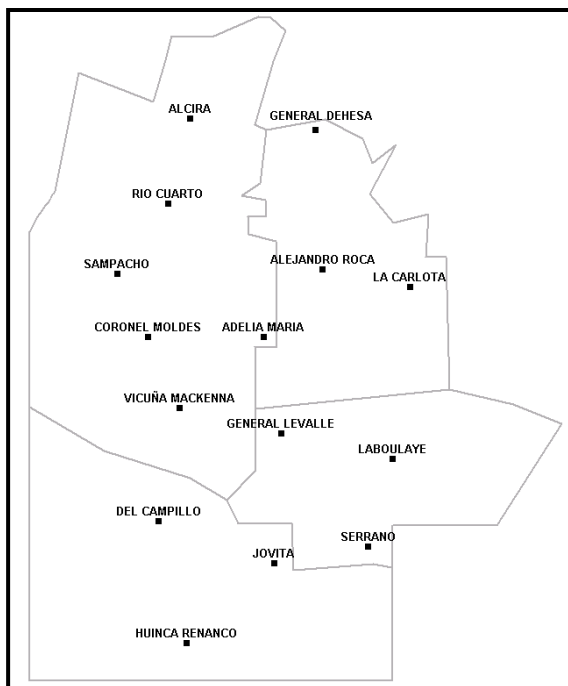 ALCIRA
GENERAL DEHESA
RIO CUARTO
SAMPACHO
ALEJANDRO ROCA
LA CARLOTA
CORONEL MOLDES
ADELIA MARIA
VICUÑA MACKENNA
GENERAL LEVALLE
LABOULAYE
DEL CAMPILLO
SERRANO
JOVITA
HUINCA RENANCO